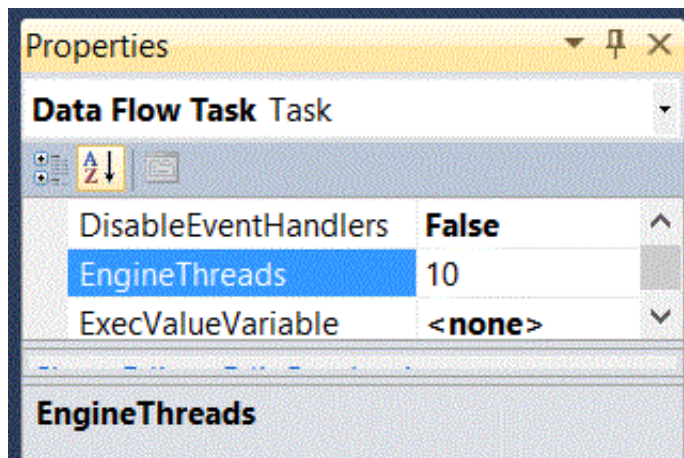 Properties
Data Flow Task Task
DisableEventHandlers False
EngineThreads 10
ExecValueVariable <none>
EngineThreads